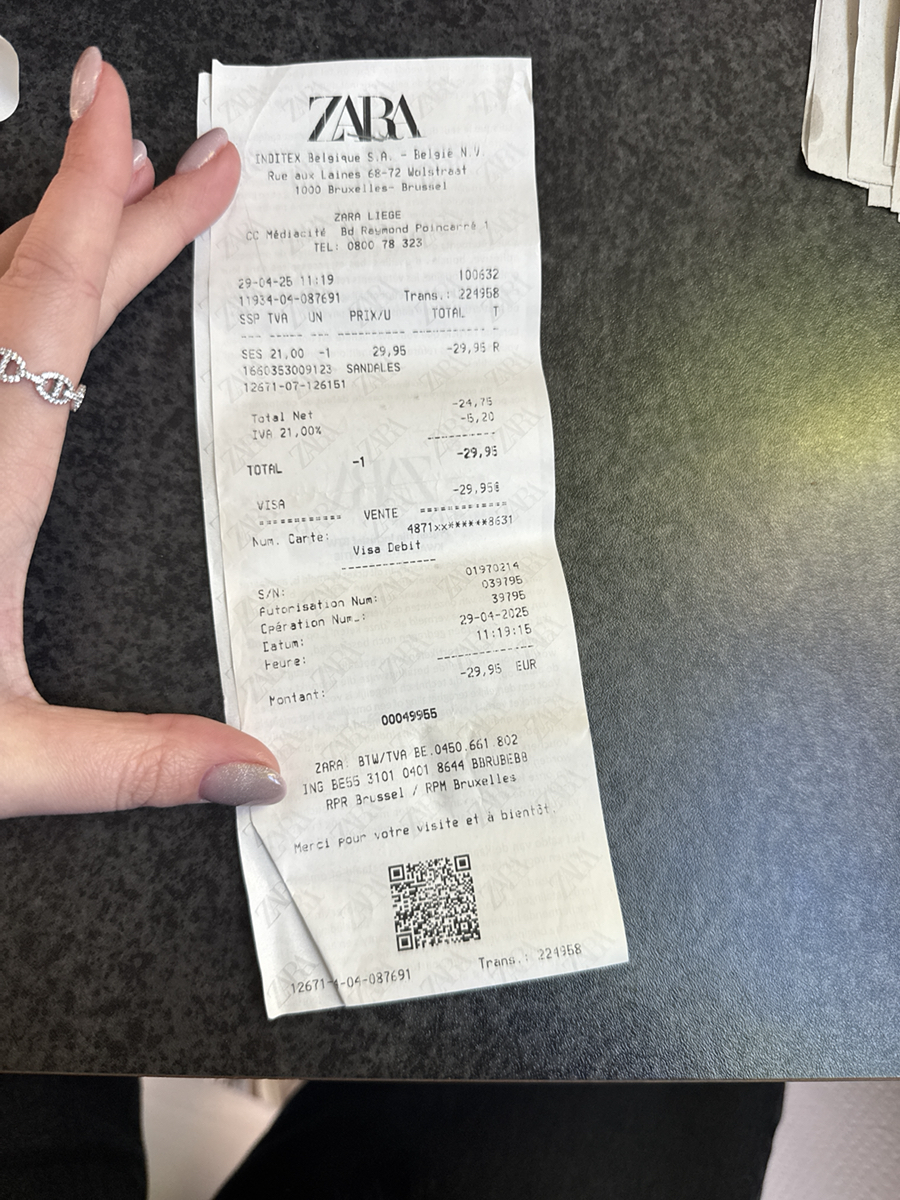 ZARA
INDITEX Belgique S.A. - België N.V.
Rue aux Laines 68-72 Wolstraat
1000 Bruxelles- Brussel
ZARA LIEGE
CC Médiacité Bd Raymond Poincarré 1
TEL: 0800 78 323
29-04-25 11:19 100632
11934-04-087691 Trans.: 224958
SSP TVA UN PRIX/U TOTAL T
SES 21,00 -1 29,95 -29,95 R
1660353009123 SANDALES
12671-07-126151
Total Net -24,75
IVA 21,00% -5,20
TOTAL -1 -29,95
VISA -29,95€
=========== VENTE ============
Num. Carte: 4871xx******8631
Visa Debit
--------------
S/N: 01970214
Autorisation Num: 039795
Opération Num.: 39795
Datum: 29-04-2025
Heure: 11:19:15
Montant: -29,95 EUR
00049955
ZARA: BTW/TVA BE.0450.661.802
ING BE55 3101 0401 8644 BBRUBEBB
RPR Brussel / RPM Bruxelles
Merci pour votre visite et à bientôt.
12671-1-04-087691 Trans.: 224958